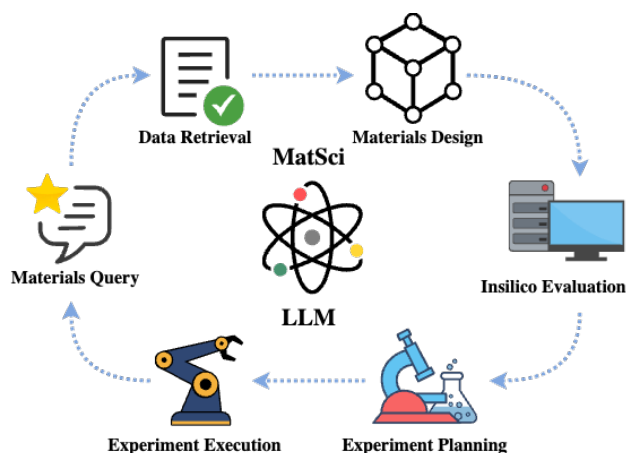 Data Retrieval
Materials Design
MatSci
Materials Query
Insilico Evaluation
LLM
Experiment Execution
Experiment Planning